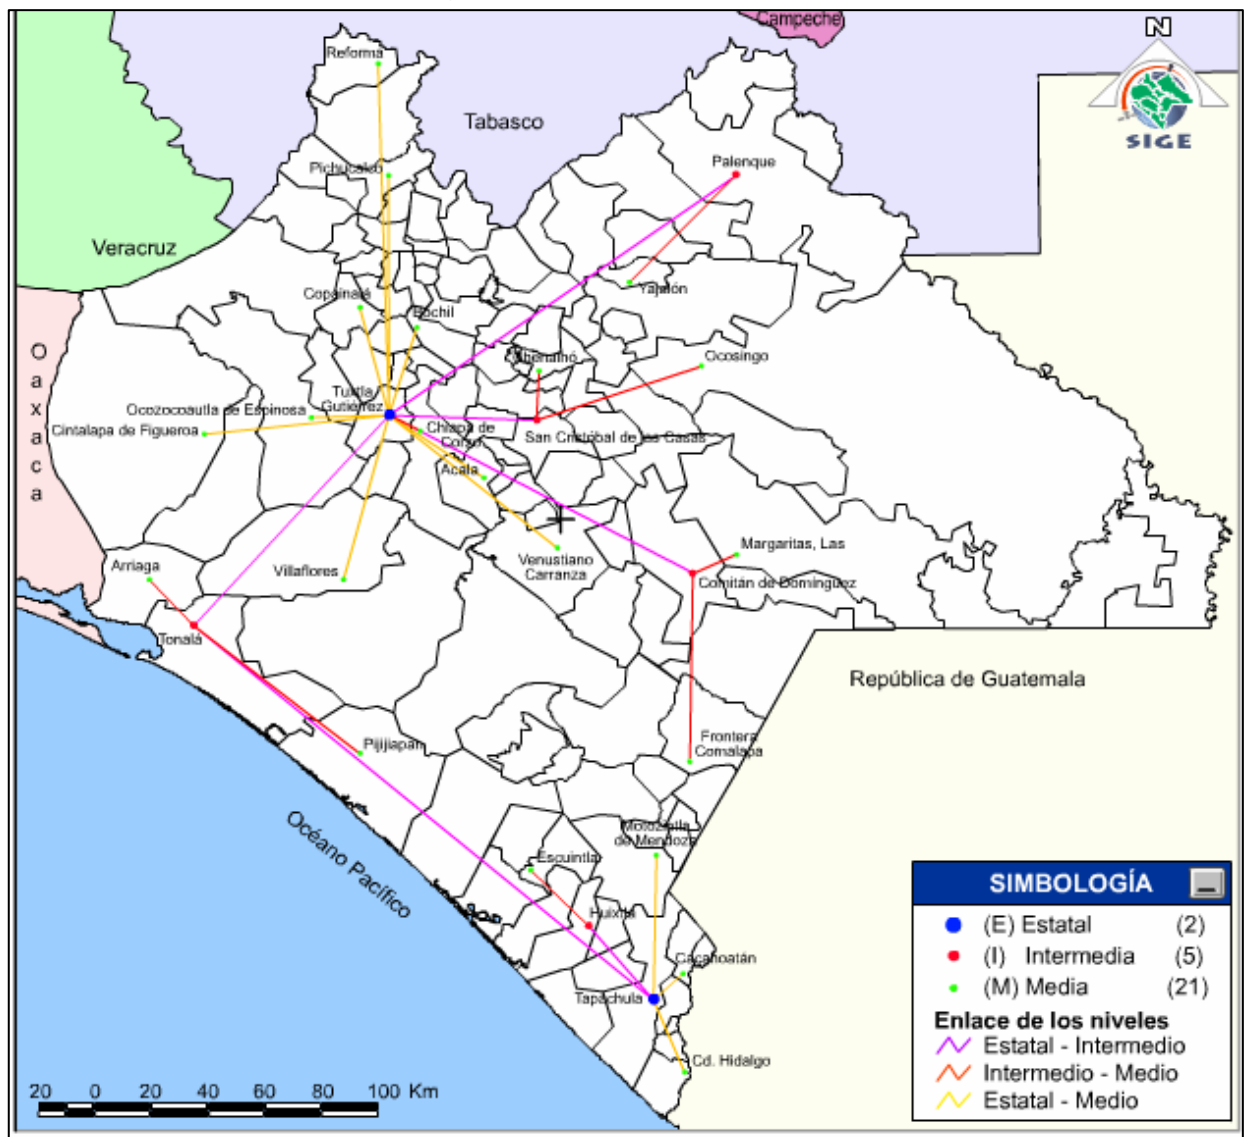 Campeche
N
SIGE
Reforma
Tabasco
Palenque
Pichucalco
Veracruz
Yajalón
Copainalá
Bochil
Oaxaca
Chenalhó
Ocosingo
Tuxtla
Gutiérrez
Ocozocoautla de Espinosa
Cintalapa de Figueroa
Chiapa de
Corzo
San Cristóbal de las Casas
Acala
Venustiano
Carranza
Margaritas, Las
Comitán de Domínguez
Arriaga
Villaflores
Tonalá
República de Guatemala
Pijijiapan
Frontera
Comalapa
Océano Pacífico
Motozintla
de Mendoza
Escuintla
Huixtla
Cacahoatán
Tapachula
Cd. Hidalgo
SIMBOLOGÍA
(E) Estatal (2)
(I) Intermedia (5)
(M) Media (21)
Enlace de los niveles
Estatal - Intermedio
Intermedio - Medio
Estatal - Medio
20 0 20 40 60 80 100 Km